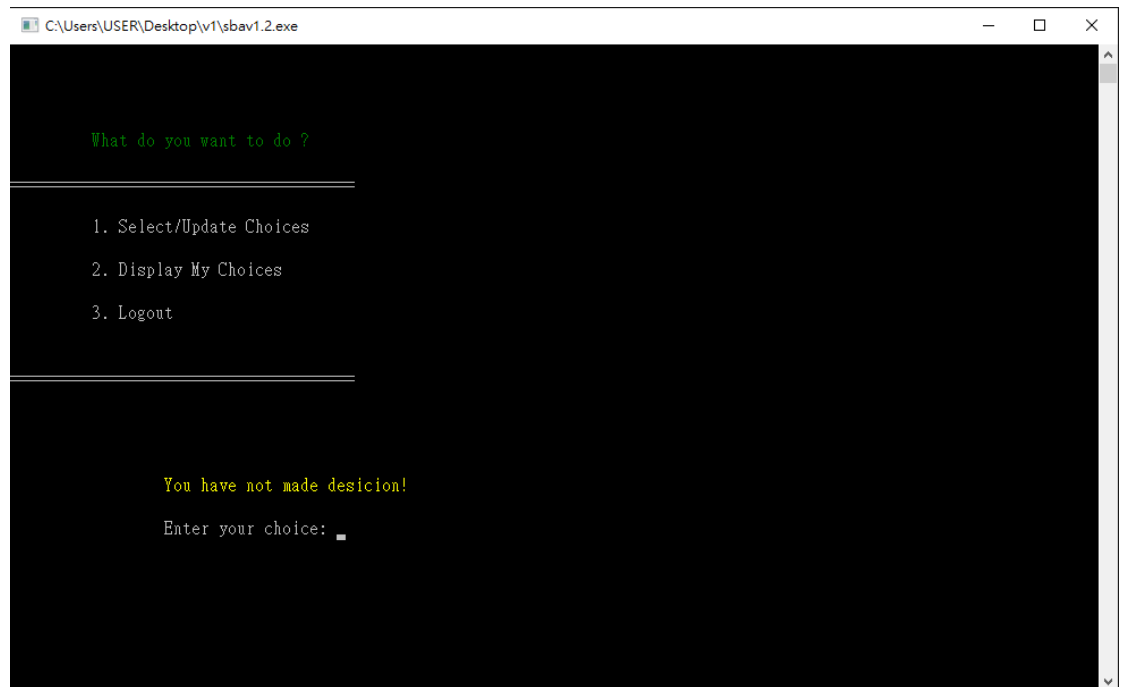 C:\Users\USER\Desktop\v1\sbav1.2.exe
What do you want to do ?
1. Select/Update Choices
2. Display My Choices
3. Logout
You have not made desicion!
Enter your choice: